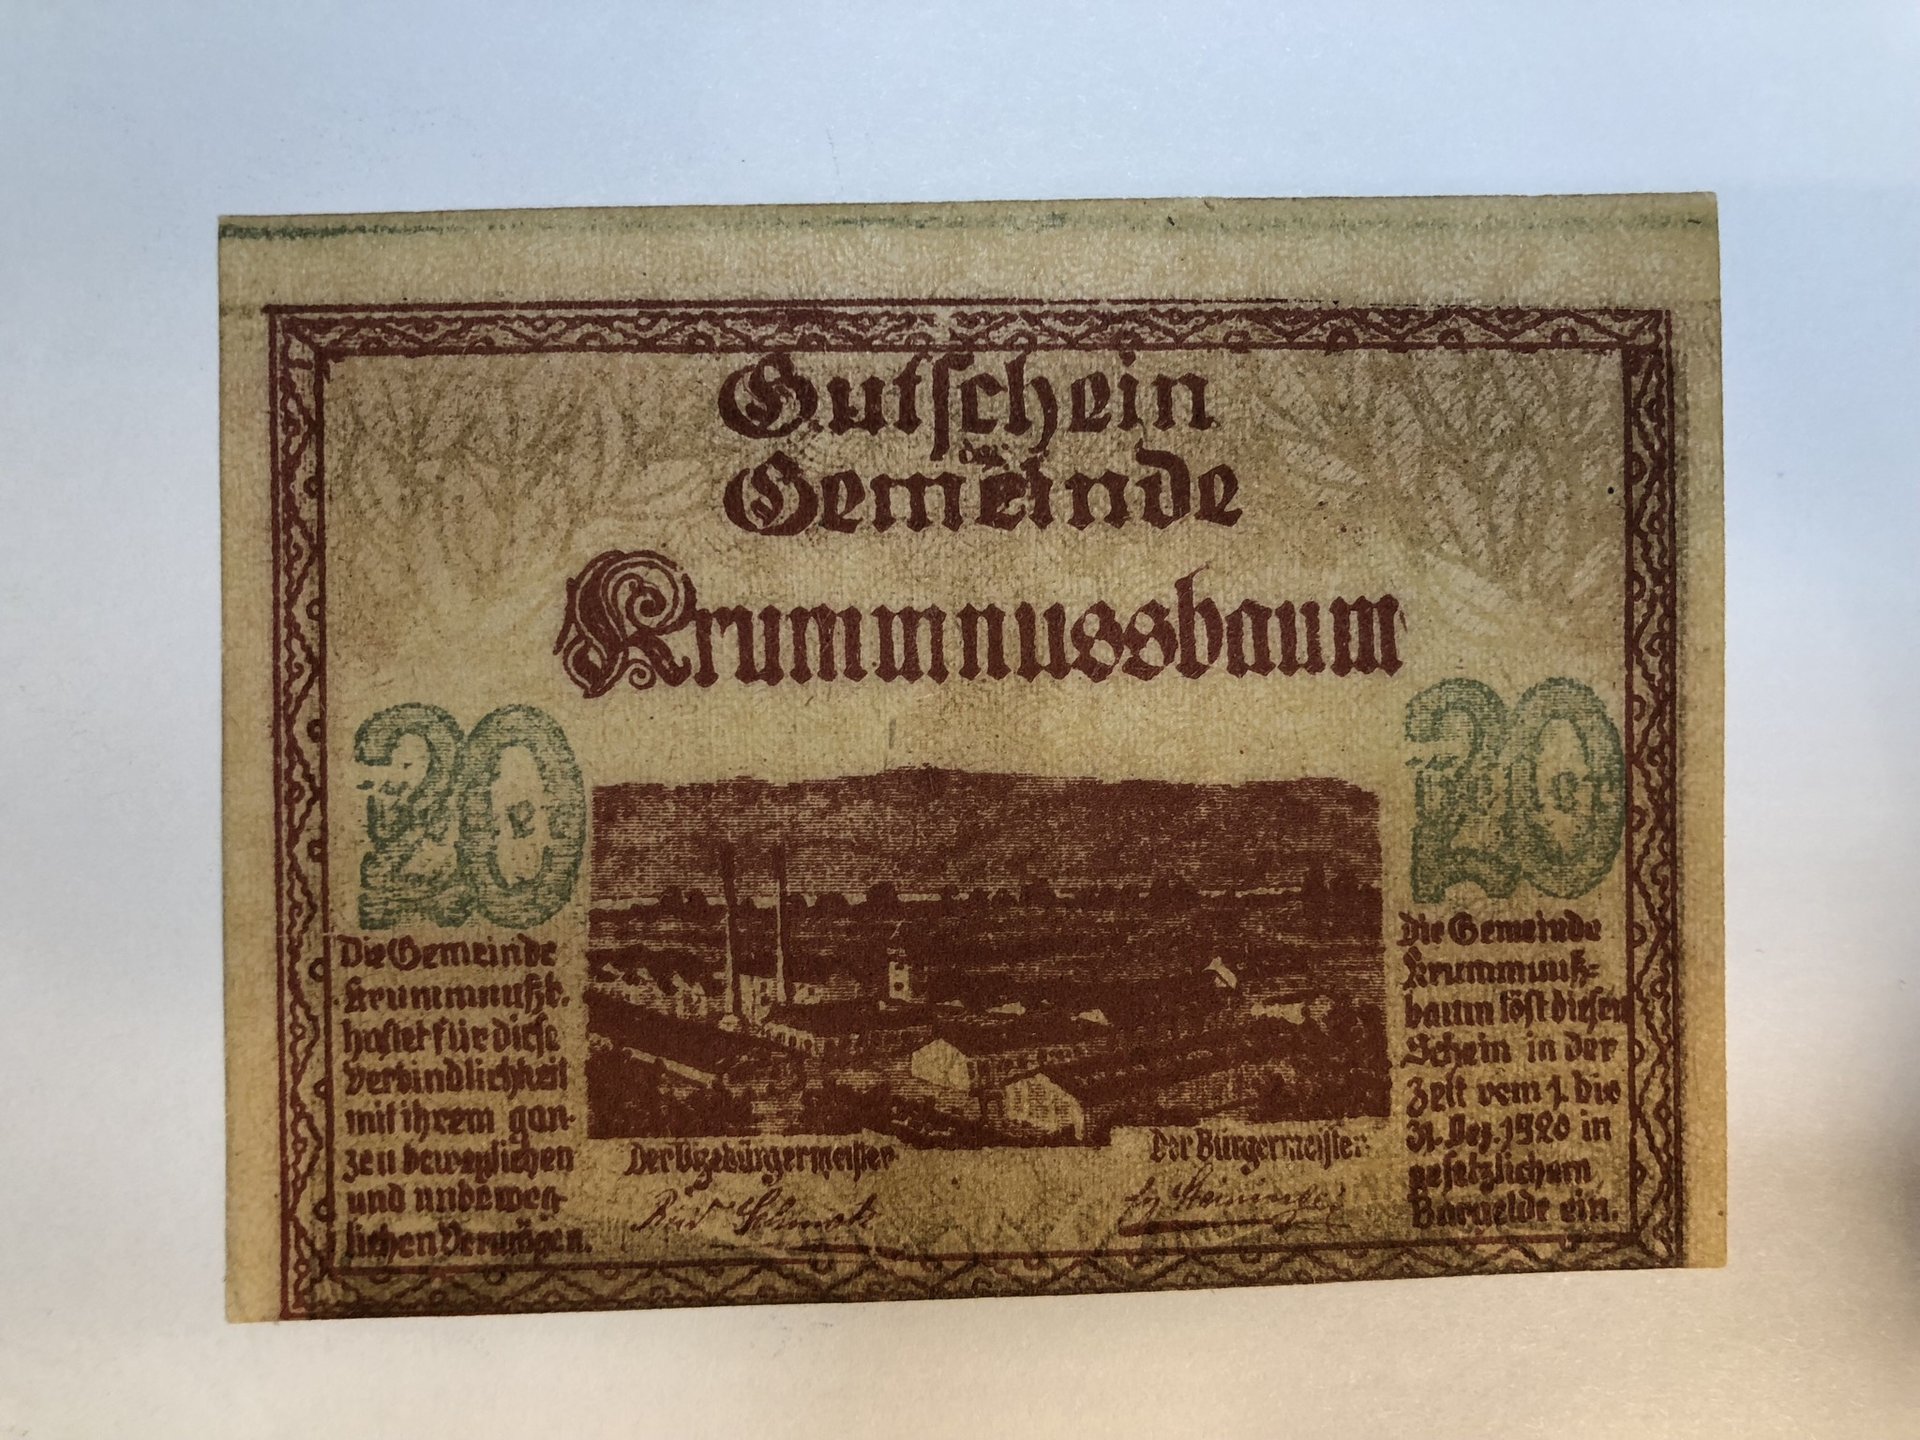 Gutschein
der
Gemeinde
Krummnussbaum
20
Heller
20
Heller
Die Gemeinde
Krummnußb.
haftet für diese
Verbindlichkeit
mit ihrem gan-
zen beweglichen
und unbeweg-
lichen Vermögen.
Der Vizebürgermeister
Der Bürgermeister
Die Gemeinde
Krummnuß-
baum löst diesen
Schein in der
Zeit vom 1. bis
31. Dez. 1920 in
gesetzlichem
Bargelde ein.